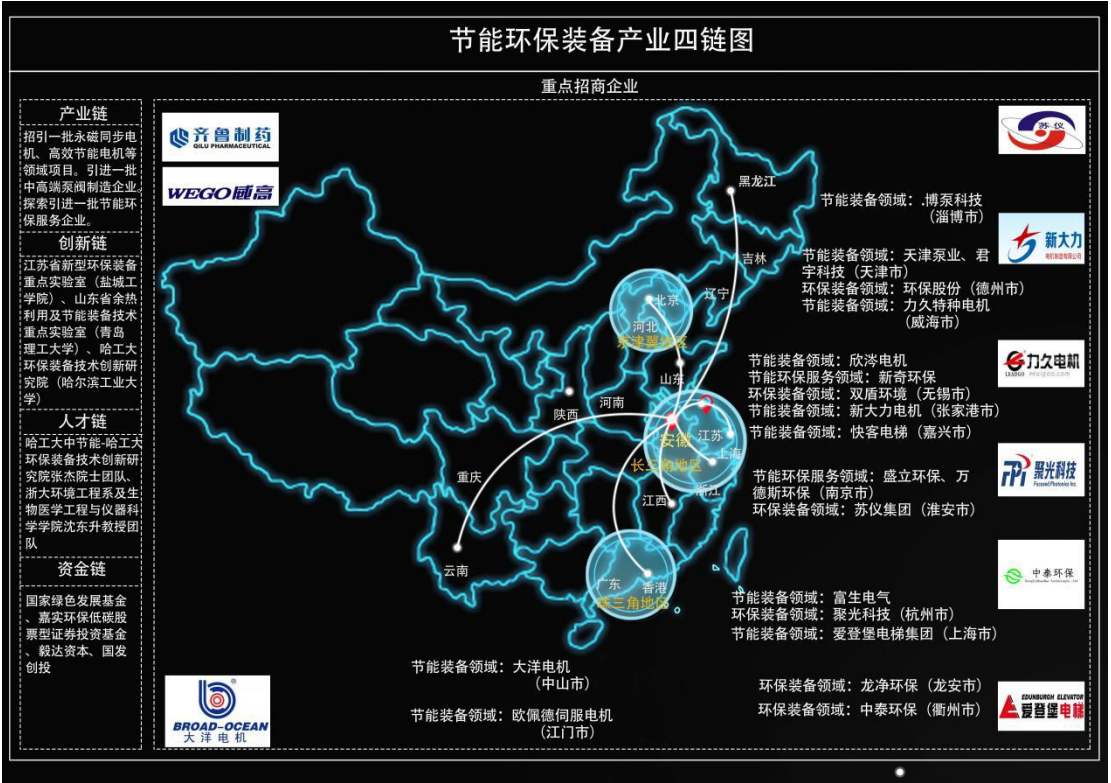 节能环保装备产业四链图
重点招商企业
产业链
招引一批永磁同步电
机、高效节能电机等
领域项目。引进一批
中高端泵阀制造企业。
探索引进一批节能环
保服务企业。
创新链
江苏省新型环保装备
重点实验室（盐城工
学院）、山东省余热
利用及节能装备技术
重点实验室（青岛
理工大学）、哈工大
环保装备技术创新研
究院（哈尔滨工业大
学）
人才链
哈工大中节能-哈工大
环保装备技术创新研
究院张杰院士团队、
浙大环境工程系及生
物医学工程与仪器科
学学院沈东升教授团
队
资金链
国家绿色发展基金
、嘉实环保低碳股
票型证券投资基金
、毅达资本、国发
创投
齐鲁制药
QILU PHARMACEUTICAL
WEGO威高
黑龙江
吉林
辽宁
北京
河北
京津翼地区
山东
陕西
河南
安徽
江苏
上海
长三角地区
重庆
浙江
江西
云南
广东
香港
珠三角地区
苏仪
节能装备领域：.博泵科技
（淄博市）
新大力
节能装备领域：天津泵业、君
宇科技（天津市）
环保装备领域：环保股份（德州市）
节能装备领域：力久特种电机
（威海市）
力久电机
LEADGO
节能装备领域：欣涔电机
节能环保服务领域：新奇环保
环保装备领域：双盾环境（无锡市）
节能装备领域：新大力电机（张家港市）
节能装备领域：快客电梯（嘉兴市）
聚光科技
Focused Photonics Inc.
节能环保服务领域：盛立环保、万
德斯环保（南京市）
环保装备领域：苏仪集团（淮安市）
中泰环保
节能装备领域：富生电气
环保装备领域：聚光科技（杭州市）
节能装备领域：爱登堡电梯集团（上海市）
节能装备领域：大洋电机
（中山市）
节能装备领域：欧佩德伺服电机
（江门市）
环保装备领域：龙净环保（龙安市）
环保装备领域：中泰环保（衢州市）
BROAD-OCEAN
大洋电机
EDUNBURGH ELEVATOR
爱登堡电梯